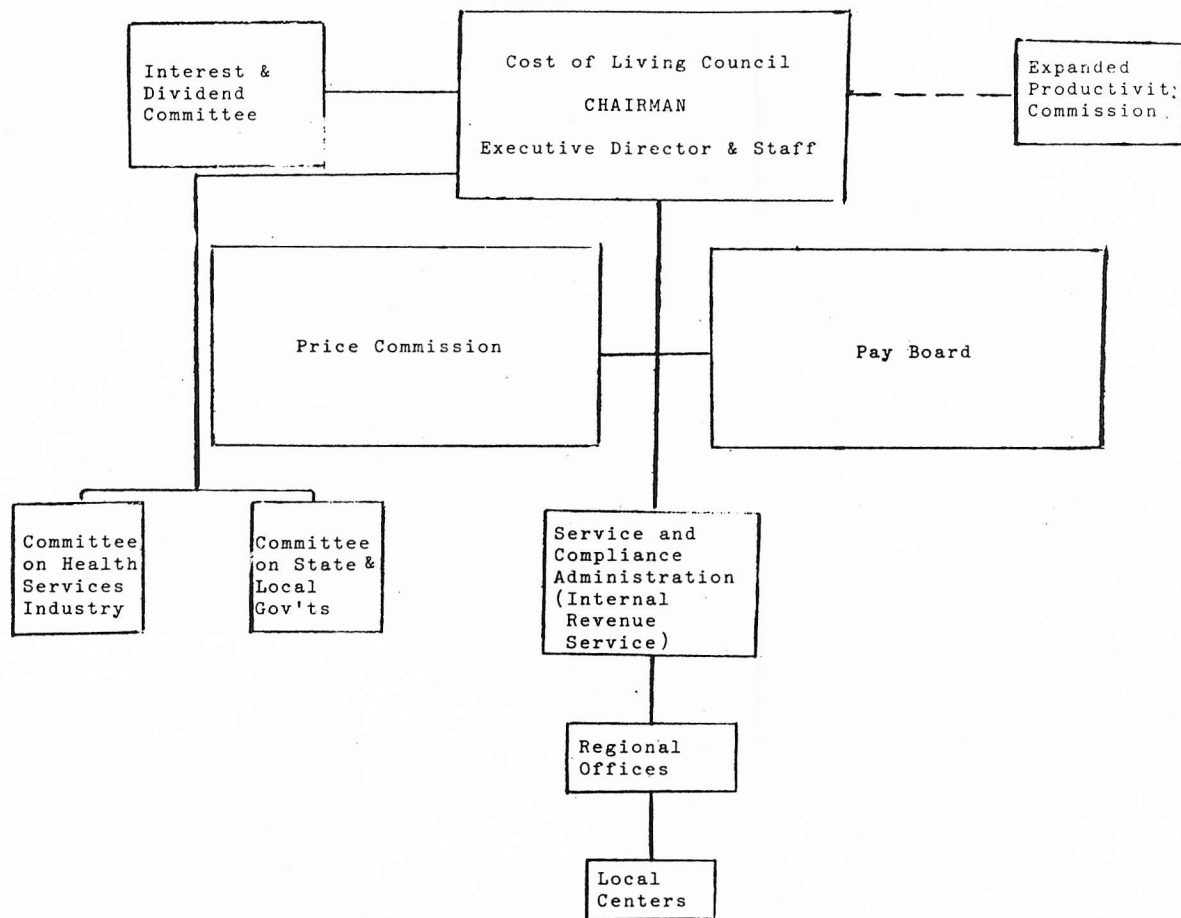 Interest &
Dividend
Committee
Cost of Living Council
CHAIRMAN
Executive Director & Staff
Expanded
Productivity
Commission
Price Commission
Pay Board
Committee
on Health
Services
Industry
Committee
on State &
Local
Gov'ts
Service and
Compliance
Administration
(Internal
Revenue
Service)
Regional
Offices
Local
Centers